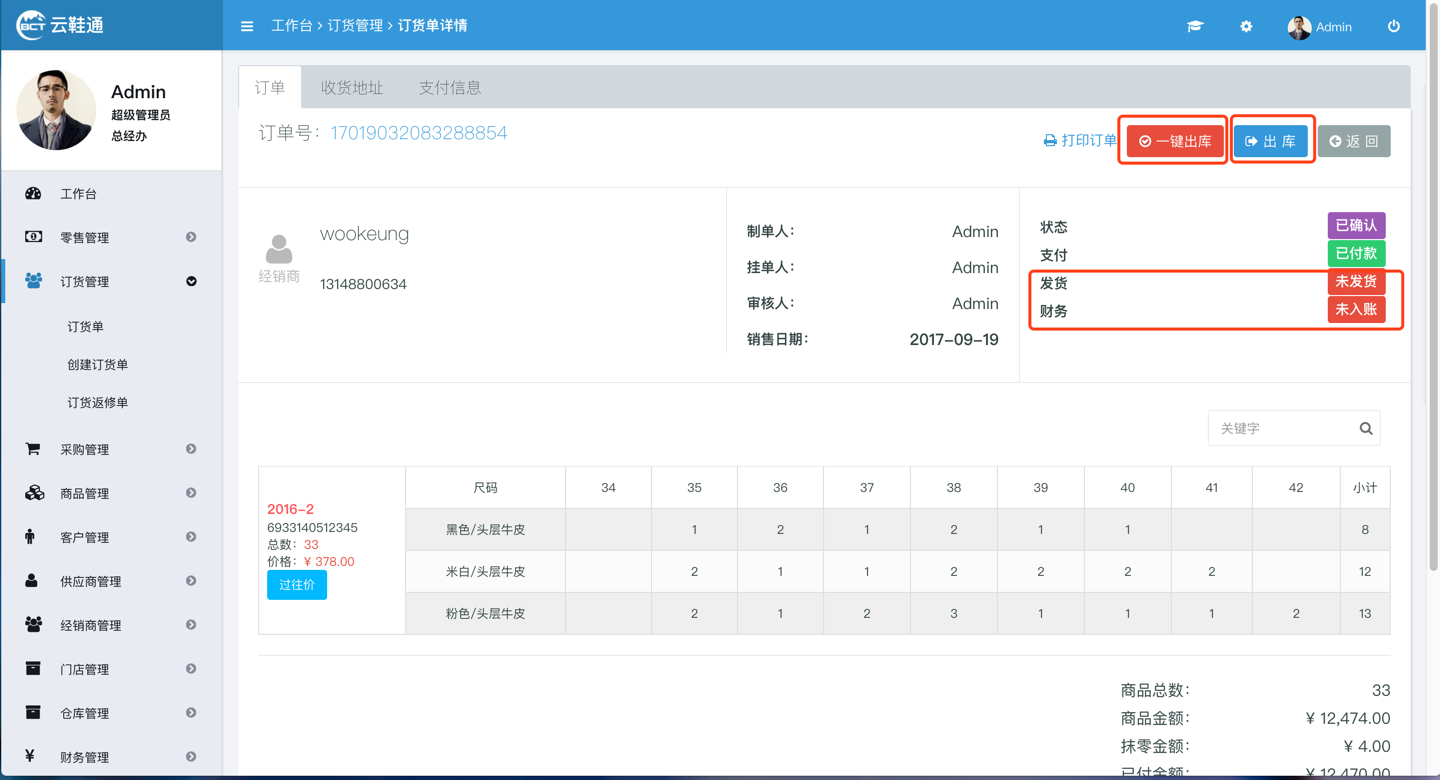 BCT 云鞋通
工作台 > 订货管理 > 订货单详情
Admin
Admin
超级管理员
总经办
工作台
零售管理
订货管理
订货单
创建订货单
订货返修单
采购管理
商品管理
客户管理
供应商管理
经销商管理
门店管理
仓库管理
¥ 财务管理
订单 收货地址 支付信息
订单号: 17019032083288854
打印订单 一键出库 出 库 返 回
经销商
wookeung
13148800634
制单人: Admin
挂单人: Admin
审核人: Admin
销售日期: 2017-09-19
状态 已确认
支付 已付款
发货 未发货
财务 未入账
关键字
2016-2
6933140512345
总数: 33
价格: ¥ 378.00
过往价
尺码 34 35 36 37 38 39 40 41 42 小计
黑色/头层牛皮 1 2 1 2 1 1 8
米白/头层牛皮 2 1 1 2 2 2 2 12
粉色/头层牛皮 2 1 2 3 1 1 1 2 13
商品总数: 33
商品金额: ¥ 12,474.00
抹零金额: ¥ 4.00
已付金额: ¥ 12,470.00